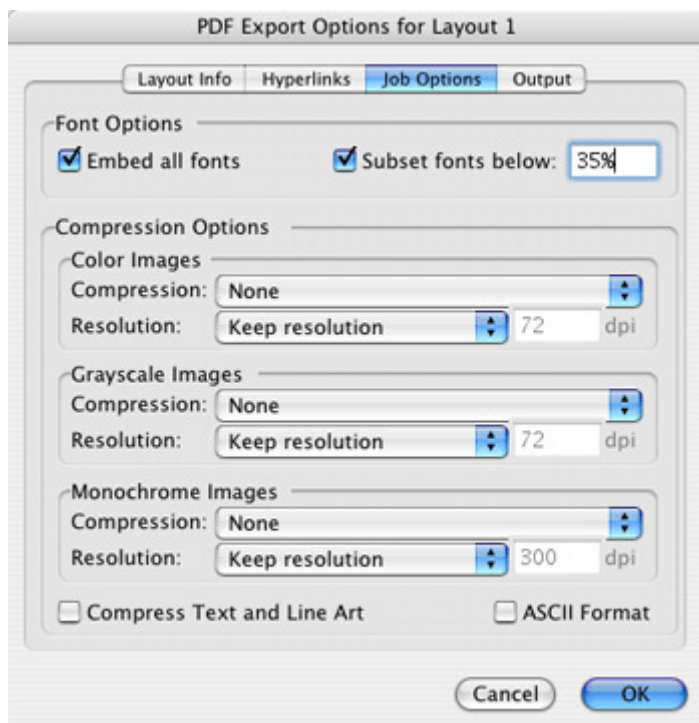 PDF Export Options for Layout 1
Layout Info Hyperlinks Job Options Output
Font Options
Embed all fonts Subset fonts below: 35%
Compression Options
Color Images
Compression: None
Resolution: Keep resolution 72 dpi
Grayscale Images
Compression: None
Resolution: Keep resolution 72 dpi
Monochrome Images
Compression: None
Resolution: Keep resolution 300 dpi
Compress Text and Line Art ASCII Format
Cancel OK